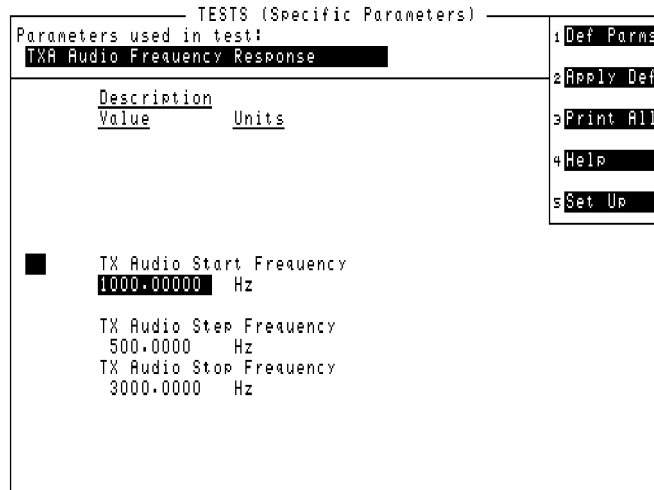 TESTS (Specific Parameters)
Parameters used in test:
TXA Audio Frequency Response
1 Def Parms
2 Apply Def
3 Print All
4 Help
5 Set Up
Description
Value Units
TX Audio Start Frequency
1000.00000 Hz
TX Audio Step Frequency
500.0000 Hz
TX Audio Stop Frequency
3000.0000 Hz